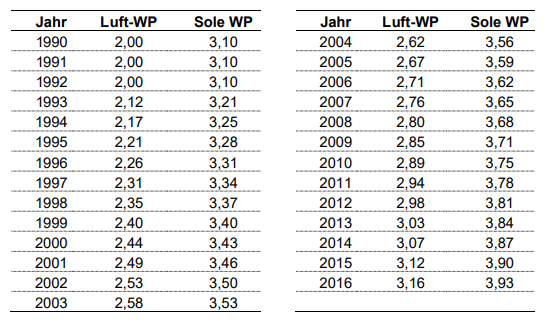 Jahr Luft-WP Sole WP
1990 2,00 3,10
1991 2,00 3,10
1992 2,00 3,10
1993 2,12 3,21
1994 2,17 3,25
1995 2,21 3,28
1996 2,26 3,31
1997 2,31 3,34
1998 2,35 3,37
1999 2,40 3,40
2000 2,44 3,43
2001 2,49 3,46
2002 2,53 3,50
2003 2,58 3,53
Jahr Luft-WP Sole WP
2004 2,62 3,56
2005 2,67 3,59
2006 2,71 3,62
2007 2,76 3,65
2008 2,80 3,68
2009 2,85 3,71
2010 2,89 3,75
2011 2,94 3,78
2012 2,98 3,81
2013 3,03 3,84
2014 3,07 3,87
2015 3,12 3,90
2016 3,16 3,93